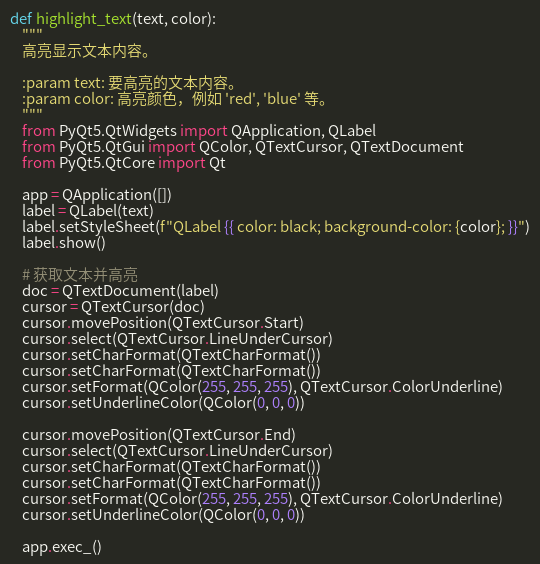 def highlight_text(text, color):
"""
高亮显示文本内容。
:param text: 要高亮的文本内容。
:param color: 高亮颜色，例如 'red', 'blue' 等。
"""
from PyQt5.QtWidgets import QApplication, QLabel
from PyQt5.QtGui import QColor, QTextCursor, QTextDocument
from PyQt5.QtCore import Qt
app = QApplication([])
label = QLabel(text)
label.setStyleSheet(f"QLabel {{ color: black; background-color: {color}; }}")
label.show()
# 获取文本并高亮
doc = QTextDocument(label)
cursor = QTextCursor(doc)
cursor.movePosition(QTextCursor.Start)
cursor.select(QTextCursor.LineUnderCursor)
cursor.setCharFormat(QTextCharFormat())
cursor.setCharFormat(QTextCharFormat())
cursor.setFormat(QColor(255, 255, 255), QTextCursor.ColorUnderline)
cursor.setUnderlineColor(QColor(0, 0, 0))
cursor.movePosition(QTextCursor.End)
cursor.select(QTextCursor.LineUnderCursor)
cursor.setCharFormat(QTextCharFormat())
cursor.setCharFormat(QTextCharFormat())
cursor.setFormat(QColor(255, 255, 255), QTextCursor.ColorUnderline)
cursor.setUnderlineColor(QColor(0, 0, 0))
app.exec_()